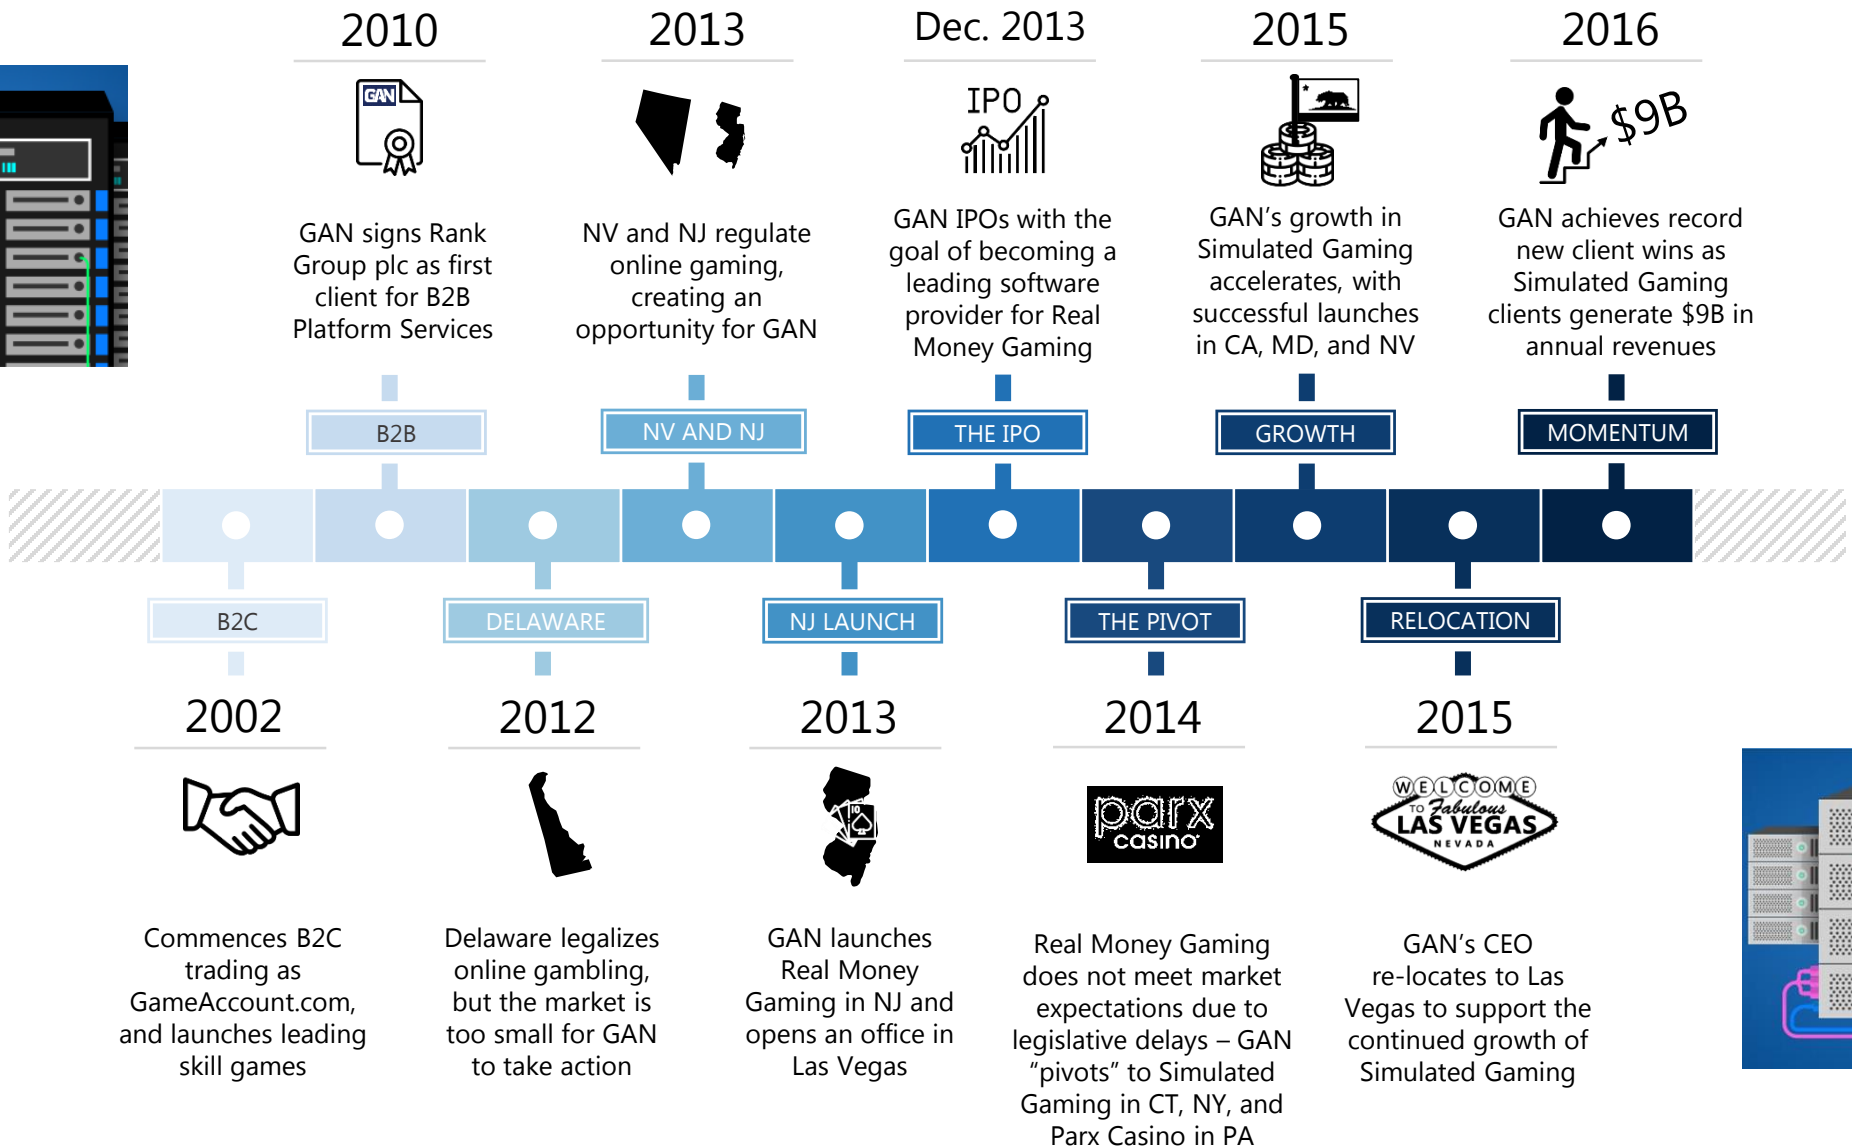 2010
GAN
GAN signs Rank
Group plc as first
client for B2B
Platform Services
B2B
2013
NV and NJ regulate
online gaming,
creating an
opportunity for GAN
NV AND NJ
Dec. 2013
IPO
GAN IPOs with the
goal of becoming a
leading software
provider for Real
Money Gaming
THE IPO
2015
GAN’s growth in
Simulated Gaming
accelerates, with
successful launches
in CA, MD, and NV
GROWTH
2016
$9B
GAN achieves record
new client wins as
Simulated Gaming
clients generate $9B in
annual revenues
MOMENTUM
B2C
2002
Commences B2C
trading as
GameAccount.com,
and launches leading
skill games
DELAWARE
2012
Delaware legalizes
online gambling,
but the market is
too small for GAN
to take action
NJ LAUNCH
2013
10
GAN launches
Real Money
Gaming in NJ and
opens an office in
Las Vegas
THE PIVOT
2014
parx
casino
Real Money Gaming
does not meet market
expectations due to
legislative delays – GAN
“pivots” to Simulated
Gaming in CT, NY, and
Parx Casino in PA
RELOCATION
2015
WELCOME
TO Fabulous
LAS VEGAS
NEVADA
GAN’s CEO
re-locates to Las
Vegas to support the
continued growth of
Simulated Gaming